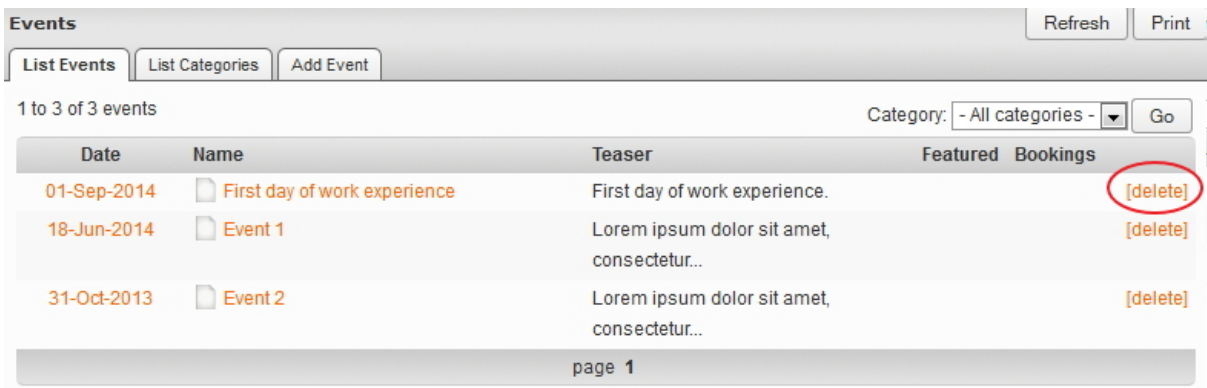 Events Refresh Print
List Events List Categories Add Event
1 to 3 of 3 events Category: - All categories - Go
Date Name Teaser Featured Bookings
01-Sep-2014 First day of work experience First day of work experience. [delete]
18-Jun-2014 Event 1 Lorem ipsum dolor sit amet, [delete]
consectetur...
31-Oct-2013 Event 2 Lorem ipsum dolor sit amet, [delete]
consectetur...
page 1